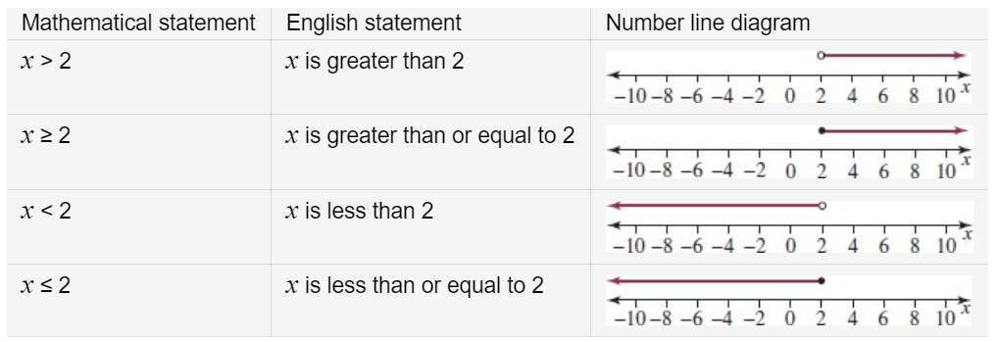 Mathematical statement English statement Number line diagram
x > 2 x is greater than 2
−10 −8 −6 −4 −2 0 2 4 6 8 10 x
x ≥ 2 x is greater than or equal to 2
−10 −8 −6 −4 −2 0 2 4 6 8 10 x
x < 2 x is less than 2
−10 −8 −6 −4 −2 0 2 4 6 8 10 x
x ≤ 2 x is less than or equal to 2
−10 −8 −6 −4 −2 0 2 4 6 8 10 x